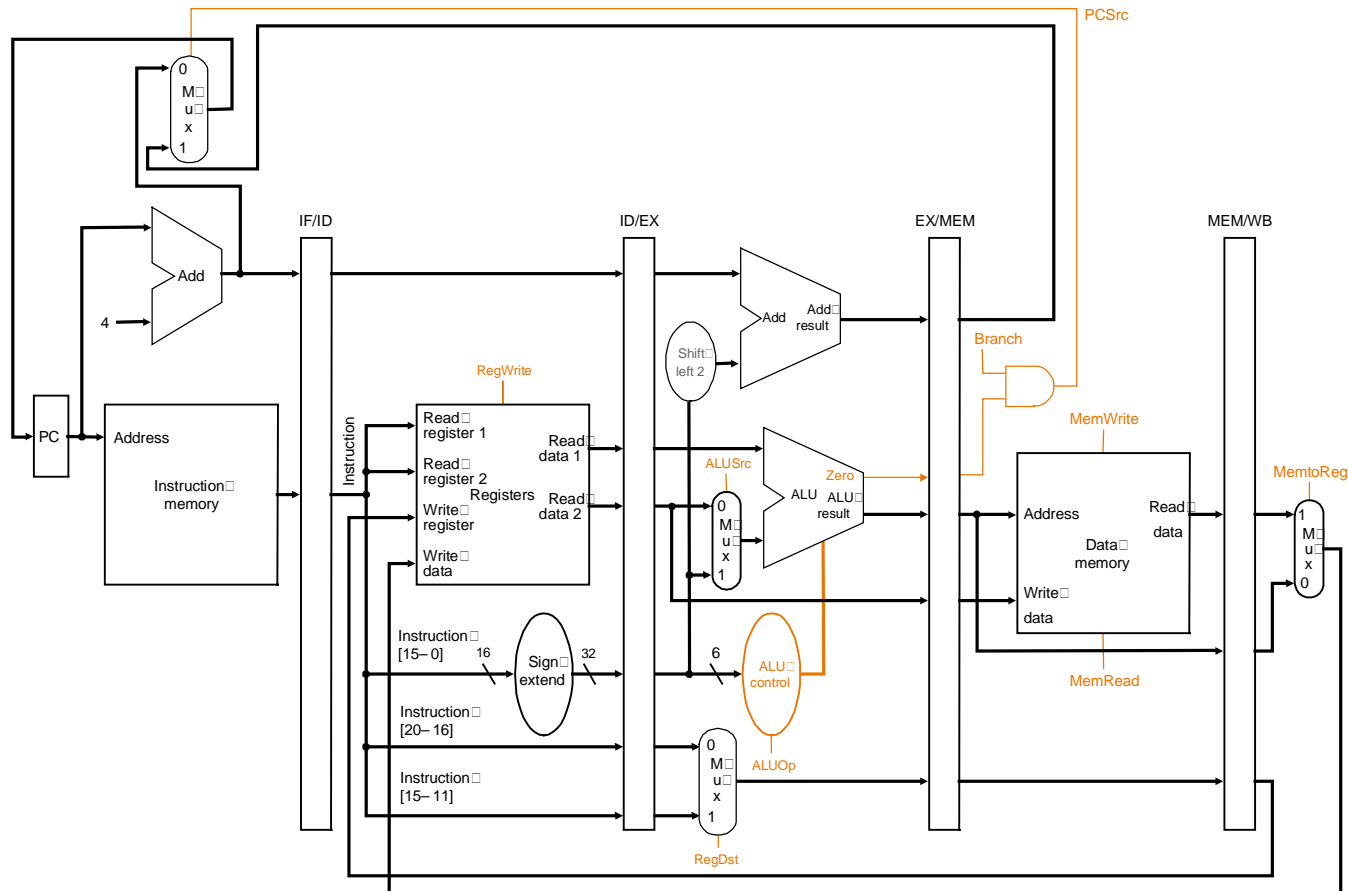 PCSrc
0
M
u
x
1
IF/ID
ID/EX
EX/MEM
MEM/WB
Add
4
Add
Add
result
Shift
left 2
Branch
RegWrite
PC
Address
Instruction
memory
Instruction
Read
register 1
Read
register 2
Write
register
Write
data
Registers
Read
data 1
Read
data 2
ALUSrc
0
M
u
x
1
Zero
ALU
ALU
result
MemWrite
Address
Read
data
Data
memory
Write
data
MemRead
MemtoReg
1
M
u
x
0
Instruction
[15–0]
16
Sign
extend
32
6
ALU
control
ALUOp
Instruction
[20–16]
Instruction
[15–11]
0
M
u
x
1
RegDst